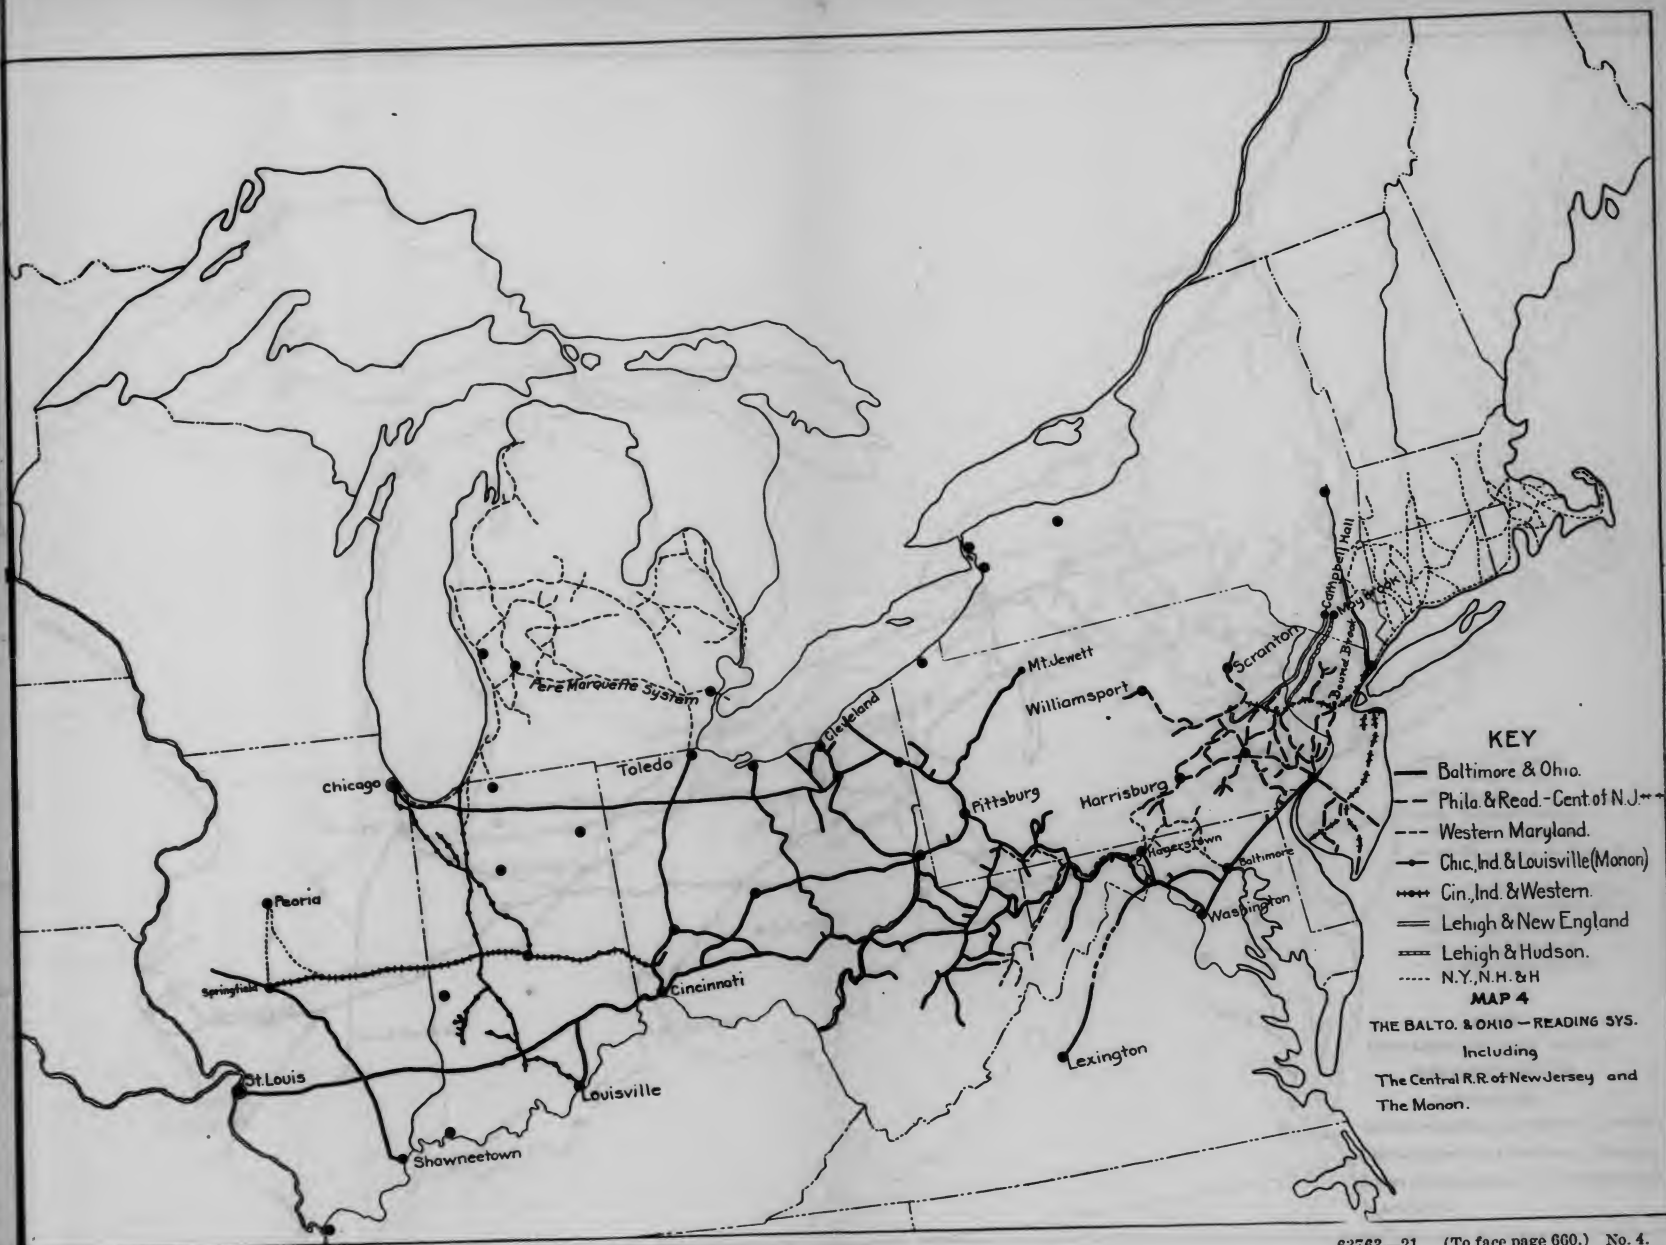 Campbell Hall
Maybrook
Scranton
Bound Brook
Mt.Jewett
Williamsport
Pere Marquette System
Cleveland
Toledo
Chicago
Pittsburg
Harrisburg
Hagerstown
Baltimore
Washington
Peoria
Springfield
Cincinnati
Lexington
St.Louis
Louisville
Shawneetown
KEY
Baltimore & Ohio.
Phila. & Read.-Cent. of N.J.
Western Maryland.
Chic., Ind. & Louisville (Monon)
Cin., Ind. & Western.
Lehigh & New England
Lehigh & Hudson.
N.Y., N.H. & H
MAP 4
THE BALTO. & OHIO — READING SYS.
Including
The Central R.R. of New Jersey and
The Monon.
(To face page 660.) No. 4.